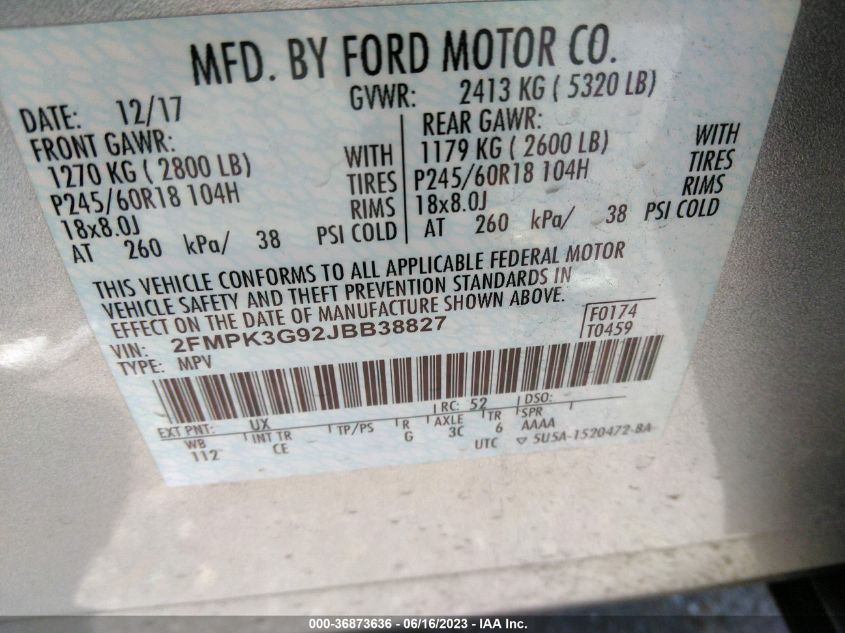 MFD. BY FORD MOTOR CO.
DATE: 12/17 GVWR: 2413 KG ( 5320 LB)
FRONT GAWR: REAR GAWR:
1270 KG ( 2800 LB) WITH 1179 KG ( 2600 LB) WITH
P245/60R18 104H TIRES P245/60R18 104H TIRES
18x8.0J RIMS 18x8.0J RIMS
AT 260 kPa/ 38 PSI COLD AT 260 kPa/ 38 PSI COLD
THIS VEHICLE CONFORMS TO ALL APPLICABLE FEDERAL MOTOR
VEHICLE SAFETY AND THEFT PREVENTION STANDARDS IN
EFFECT ON THE DATE OF MANUFACTURE SHOWN ABOVE.
VIN: 2FMPK3G92JBB38827 F0174
TYPE: MPV T0459
EXT PNT: UX RC: 52 DSO:
WB INT TR TP/PS R AXLE TR SPR
112 CE G 3C 6 AAAA
UTC ▽ 5U5A-1520472-BA
000-36873636 - 06/16/2023 - IAA Inc.